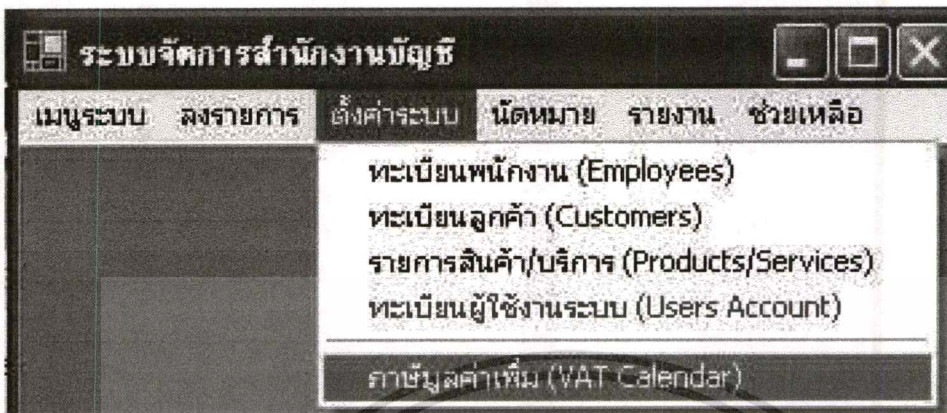 ระบบจัดการสำนักงานบัญชี
เมนูระบบ ลงรายการ ตั้งค่าระบบ นัดหมาย รายงาน ช่วยเหลือ
ทะเบียนพนักงาน (Employees)
ทะเบียนลูกค้า (Customers)
รายการสินค้า/บริการ (Products/Services)
ทะเบียนผู้ใช้งานระบบ (Users Account)
ภาษีมูลค่าเพิ่ม (VAT Calendar)